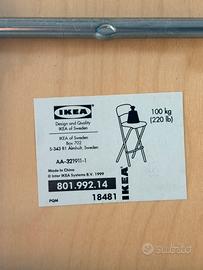 IKEA
Design and Quality
IKEA of Sweden
IKEA of Sweden
Box 702
S-343 81 Älmhult, Sweden
AA-321911-1
Made in China
© Inter IKEA Systems B.V. 1999
801.992.14
PQM
18481
100 kg
(220 lb)
IKEA
subito